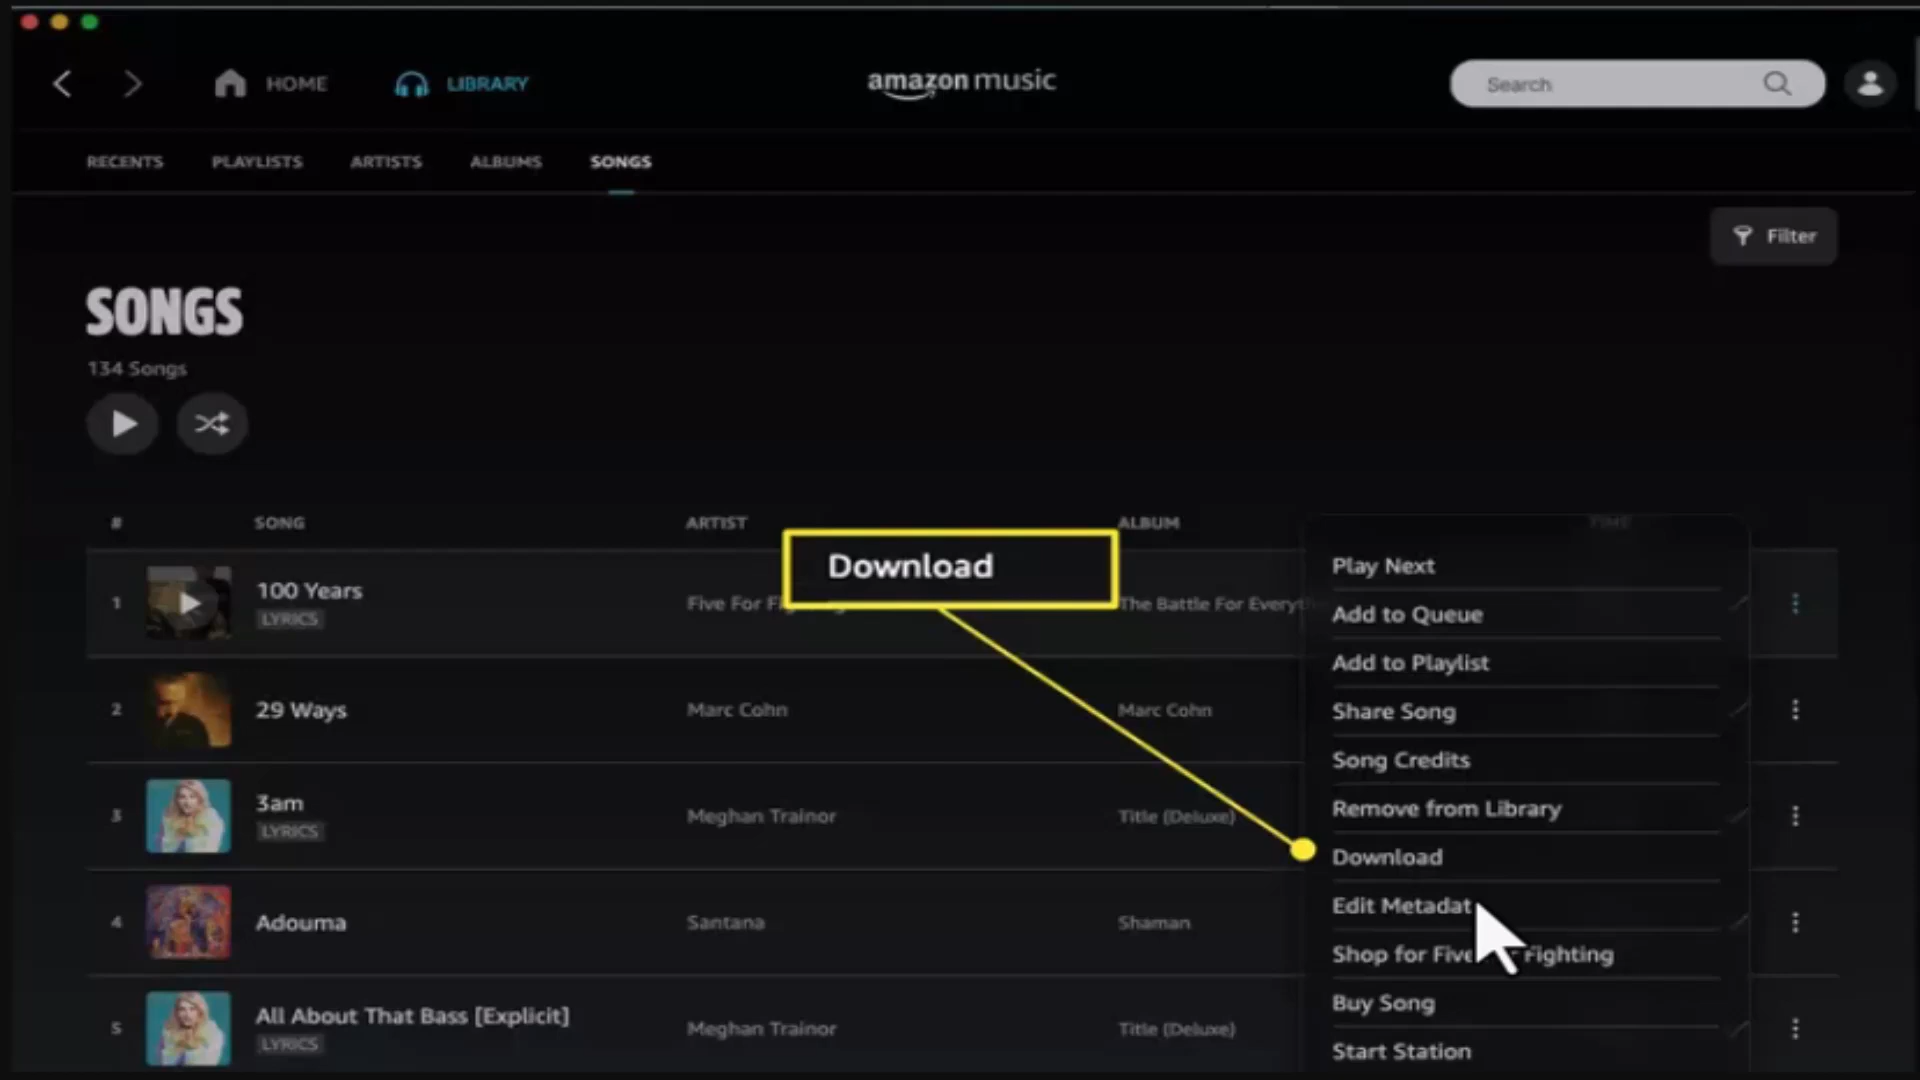 HOME
LIBRARY
amazon music
Search
RECENTS PLAYLISTS ARTISTS ALBUMS SONGS
Filter
SONGS
134 Songs
# SONG ARTIST ALBUM TIME
Download
1 100 Years Five For The Battle For
LYRICS
2 29 Ways Marc Cohn Marc Cohn
3 3am Meghan Trainor Title (Deluxe)
LYRICS
4 Adouma Santana Shaman
5 All About That Bass [Explicit] Meghan Trainor Title (Deluxe)
LYRICS
Play Next
Add to Queue
Add to Playlist
Share Song
Song Credits
Remove from Library
Download
Edit Metadat
Shop for Five Fighting
Buy Song
Start Station